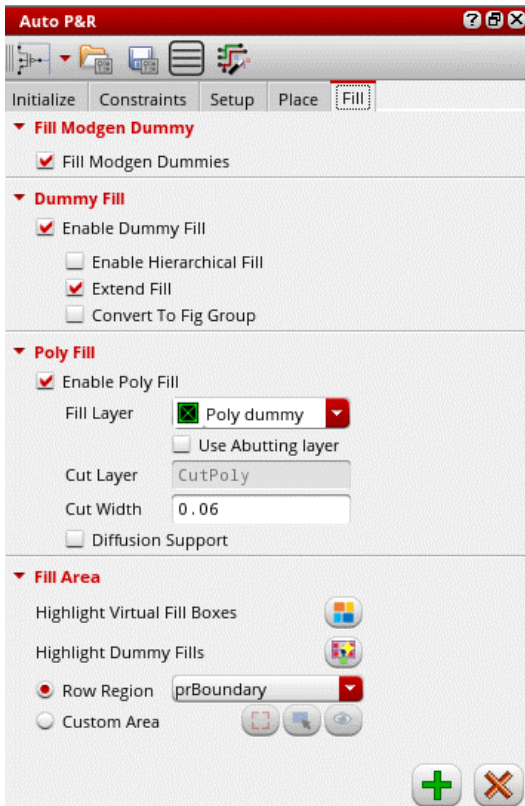 Auto P&R
Initialize Constraints Setup Place Fill
Fill Modgen Dummy
Fill Modgen Dummies
Dummy Fill
Enable Dummy Fill
Enable Hierarchical Fill
Extend Fill
Convert To Fig Group
Poly Fill
Enable Poly Fill
Fill Layer Poly dummy
Use Abutting layer
Cut Layer CutPoly
Cut Width 0.06
Diffusion Support
Fill Area
Highlight Virtual Fill Boxes
Highlight Dummy Fills
Row Region prBoundary
Custom Area